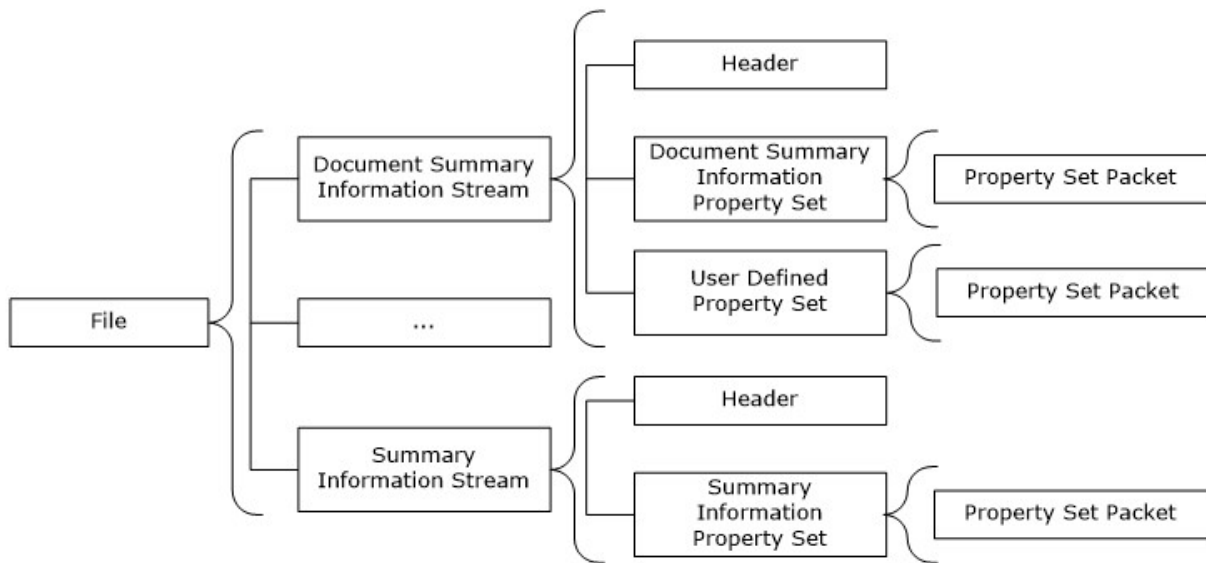 Header
Document Summary
Information
Property Set
Property Set Packet
Document Summary
Information Stream
User Defined
Property Set
Property Set Packet
File
...
Header
Summary
Information Stream
Summary
Information
Property Set
Property Set Packet